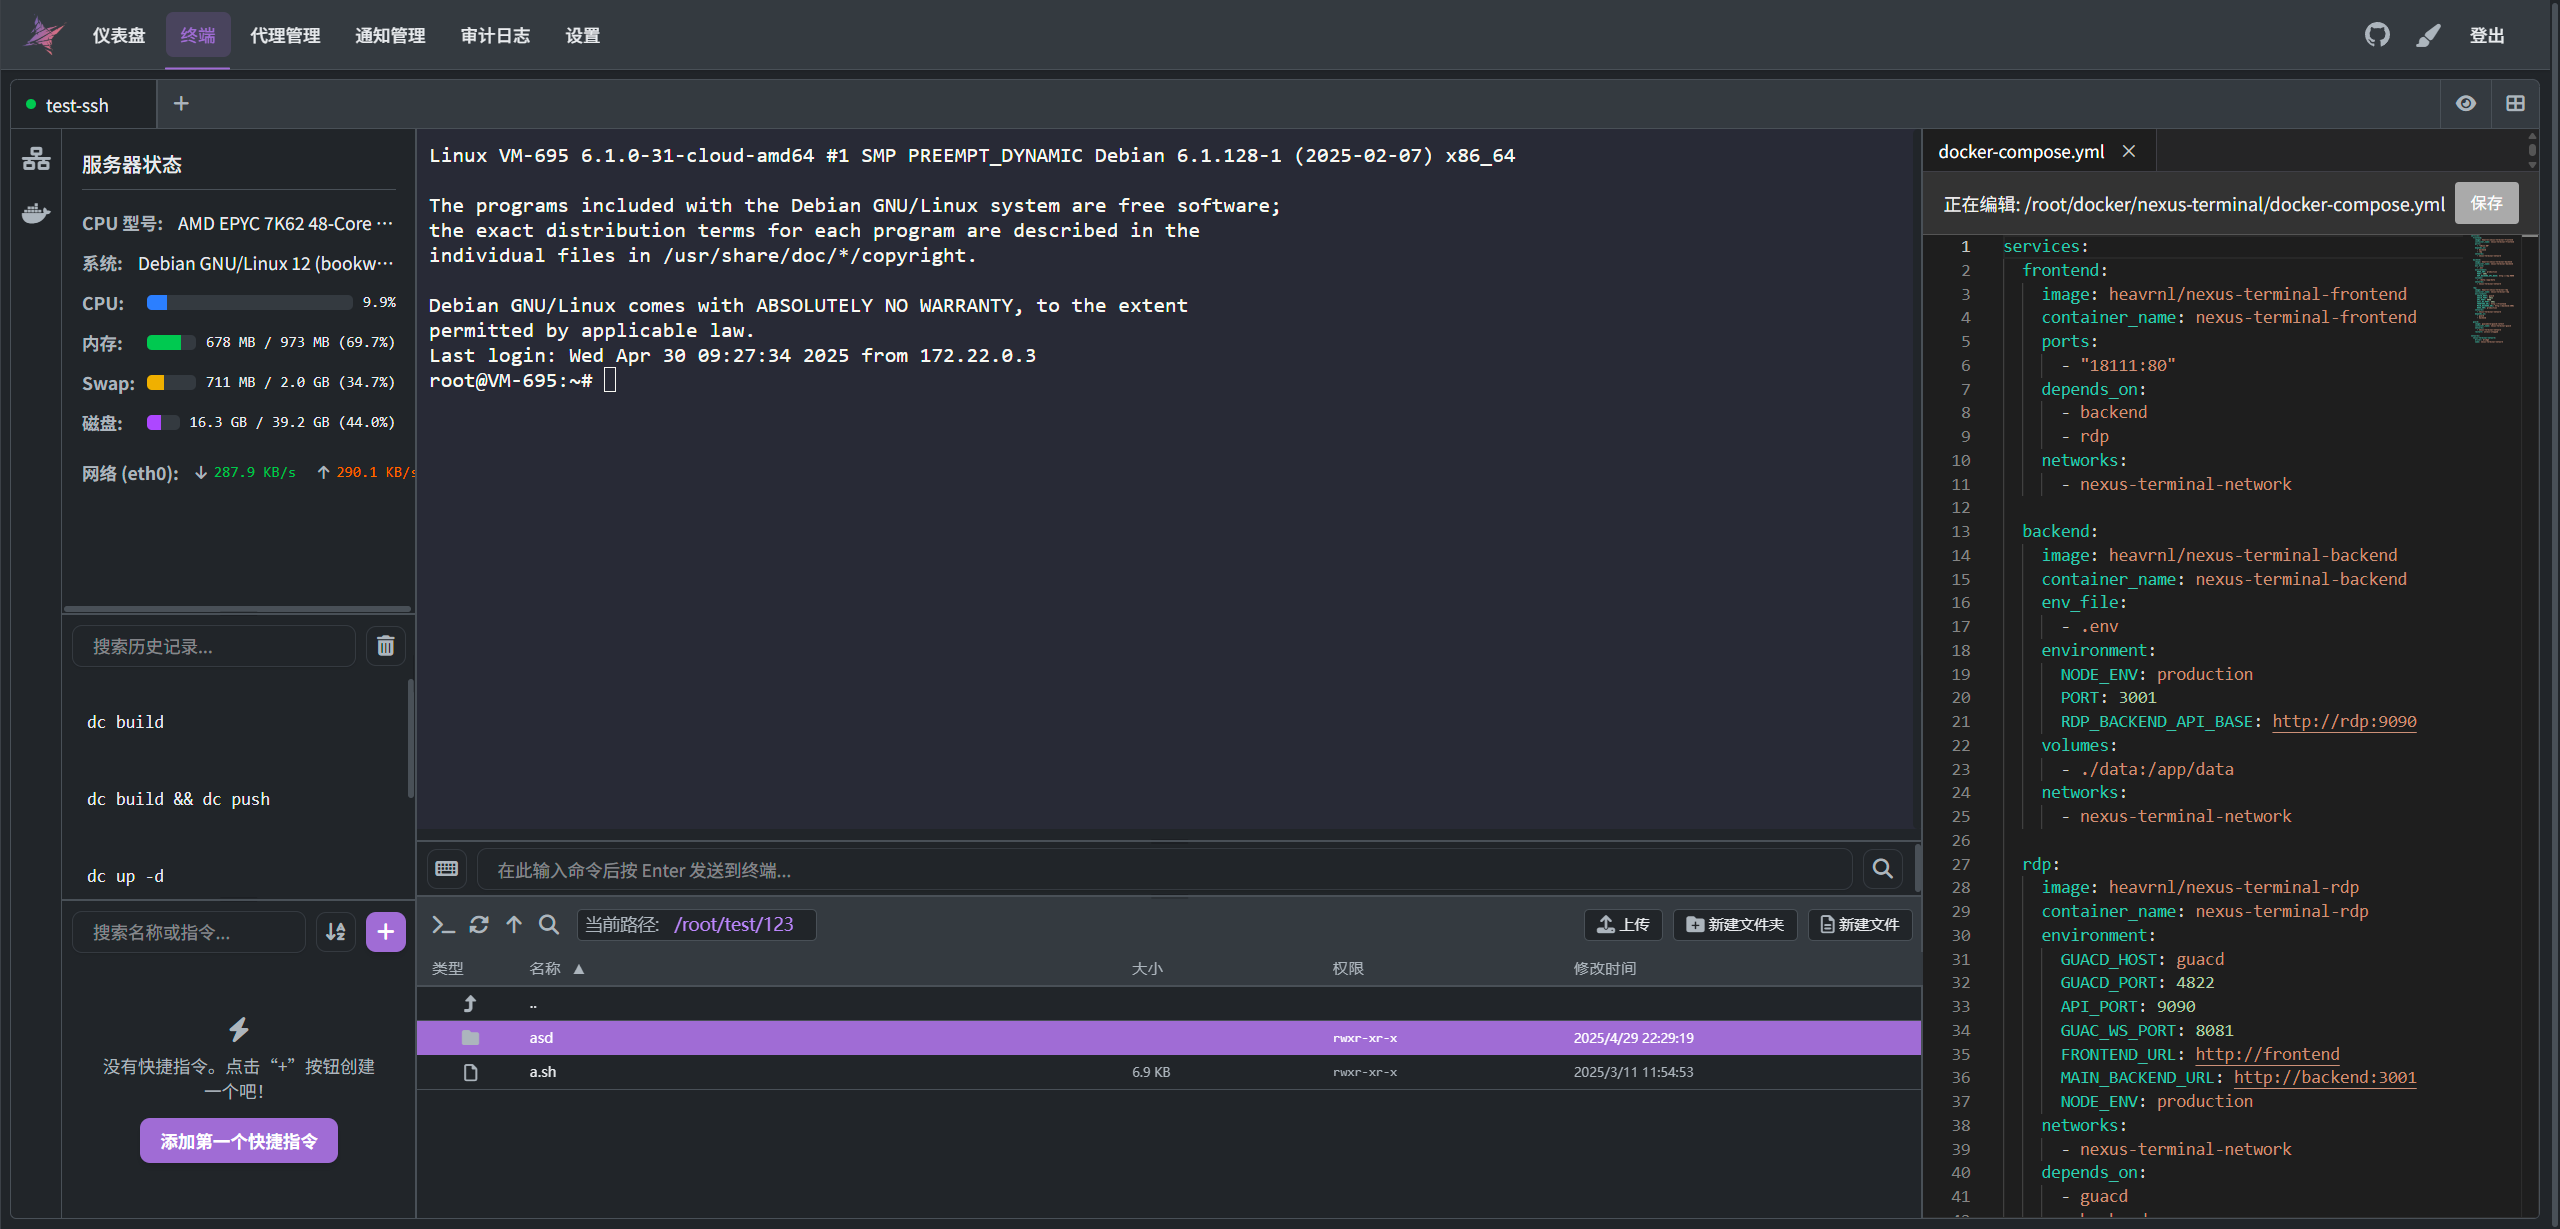 仪表盘 终端 代理管理 通知管理 审计日志 设置 登出
test-ssh
服务器状态
CPU 型号: AMD EPYC 7K62 48-Core ···
系统: Debian GNU/Linux 12 (bookw···
CPU: 9.9%
内存: 678 MB / 973 MB (69.7%)
Swap: 711 MB / 2.0 GB (34.7%)
磁盘: 16.3 GB / 39.2 GB (44.0%)
网络 (eth0): ↓ 287.9 KB/s ↑ 290.1 KB/s
搜索历史记录...
dc build
dc build && dc push
dc up -d
搜索名称或指令...
没有快捷指令。点击“+”按钮创建
一个吧！
添加第一个快捷指令
Linux VM-695 6.1.0-31-cloud-amd64 #1 SMP PREEMPT_DYNAMIC Debian 6.1.128-1 (2025-02-07) x86_64
The programs included with the Debian GNU/Linux system are free software;
the exact distribution terms for each program are described in the
individual files in /usr/share/doc/*/copyright.
Debian GNU/Linux comes with ABSOLUTELY NO WARRANTY, to the extent
permitted by applicable law.
Last login: Wed Apr 30 09:27:34 2025 from 172.22.0.3
root@VM-695:~#
在此输入命令后按 Enter 发送到终端...
当前路径: /root/test/123 上传 新建文件夹 新建文件
类型 名称 ▲ 大小 权限 修改时间
..
asd rwxr-xr-x 2025/4/29 22:29:19
a.sh 6.9 KB rwxr-xr-x 2025/3/11 11:54:53
docker-compose.yml
正在编辑: /root/docker/nexus-terminal/docker-compose.yml 保存
1 services:
2 frontend:
3 image: heavrnl/nexus-terminal-frontend
4 container_name: nexus-terminal-frontend
5 ports:
6 - "18111:80"
7 depends_on:
8 - backend
9 - rdp
10 networks:
11 - nexus-terminal-network
12
13 backend:
14 image: heavrnl/nexus-terminal-backend
15 container_name: nexus-terminal-backend
16 env_file:
17 - .env
18 environment:
19 NODE_ENV: production
20 PORT: 3001
21 RDP_BACKEND_API_BASE: http://rdp:9090
22 volumes:
23 - ./data:/app/data
24 networks:
25 - nexus-terminal-network
26
27 rdp:
28 image: heavrnl/nexus-terminal-rdp
29 container_name: nexus-terminal-rdp
30 environment:
31 GUACD_HOST: guacd
32 GUACD_PORT: 4822
33 API_PORT: 9090
34 GUAC_WS_PORT: 8081
35 FRONTEND_URL: http://frontend
36 MAIN_BACKEND_URL: http://backend:3001
37 NODE_ENV: production
38 networks:
39 - nexus-terminal-network
40 depends_on:
41 - guacd